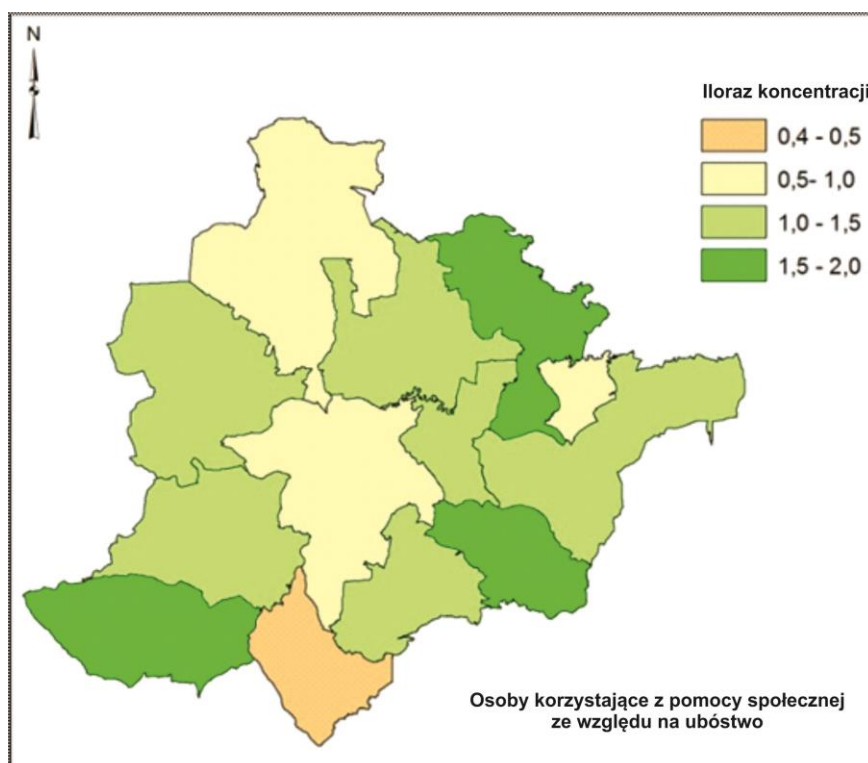 N
Iloraz koncentracji
0,4 - 0,5
0,5- 1,0
1,0 - 1,5
1,5 - 2,0
Osoby korzystające z pomocy społecznej
ze względu na ubóstwo